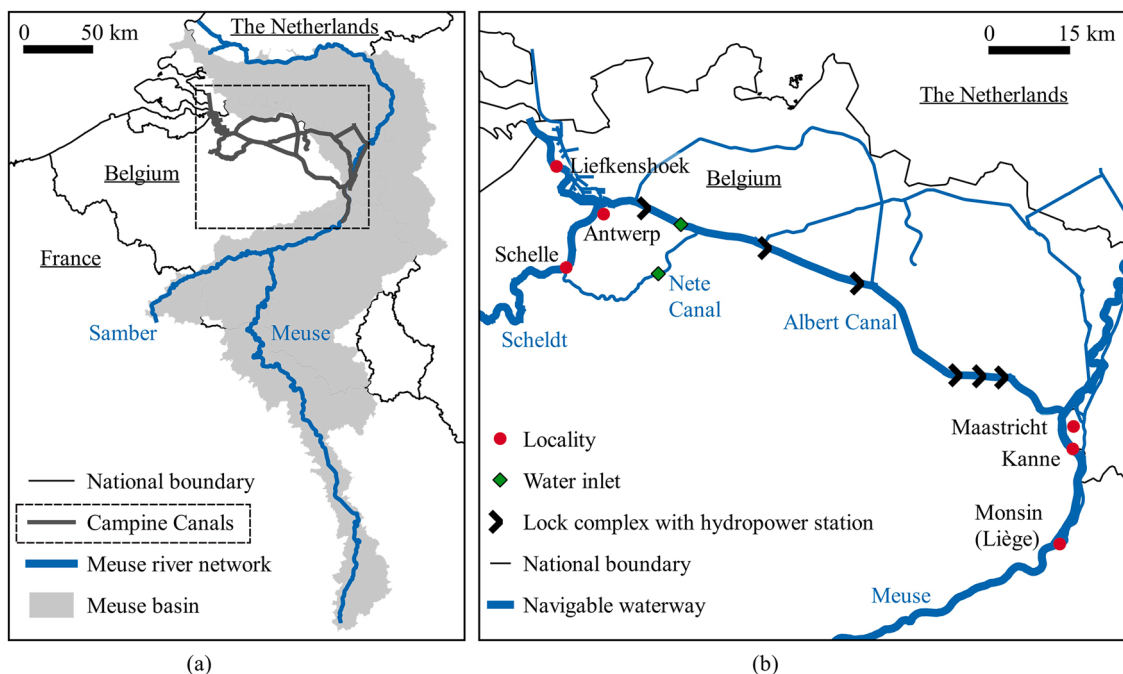 0 50 km
The Netherlands
Belgium
France
Samber
Meuse
National boundary
Campine Canals
Meuse river network
Meuse basin
(a)
0 15 km
The Netherlands
Liefkenshoek
Belgium
Antwerp
Schelle
Nete
Canal
Albert Canal
Scheldt
Maastricht
Kanne
Monsin
(Liège)
Meuse
Locality
Water inlet
Lock complex with hydropower station
National boundary
Navigable waterway
(b)